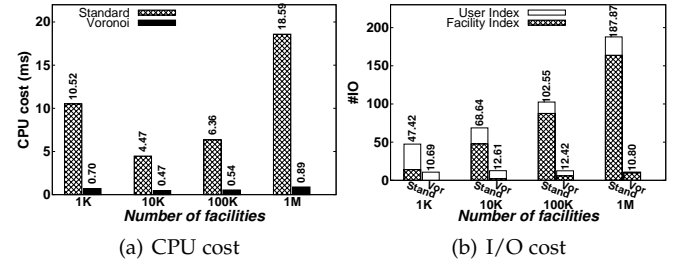 Standard
Voronoi
CPU cost (ms)
20
15
10
5
0
10.52
0.70
4.47
0.47
6.36
0.54
18.59
0.89
1K
10K
100K
1M
Number of facilities
(a) CPU cost
User Index
Facility Index
#IO
200
150
100
50
0
47.42
10.69
68.64
12.61
102.55
12.42
187.87
10.80
Stand Vor
Stand Vor
Stand Vor
Stand Vor
1K
10K
100K
1M
Number of facilities
(b) I/O cost